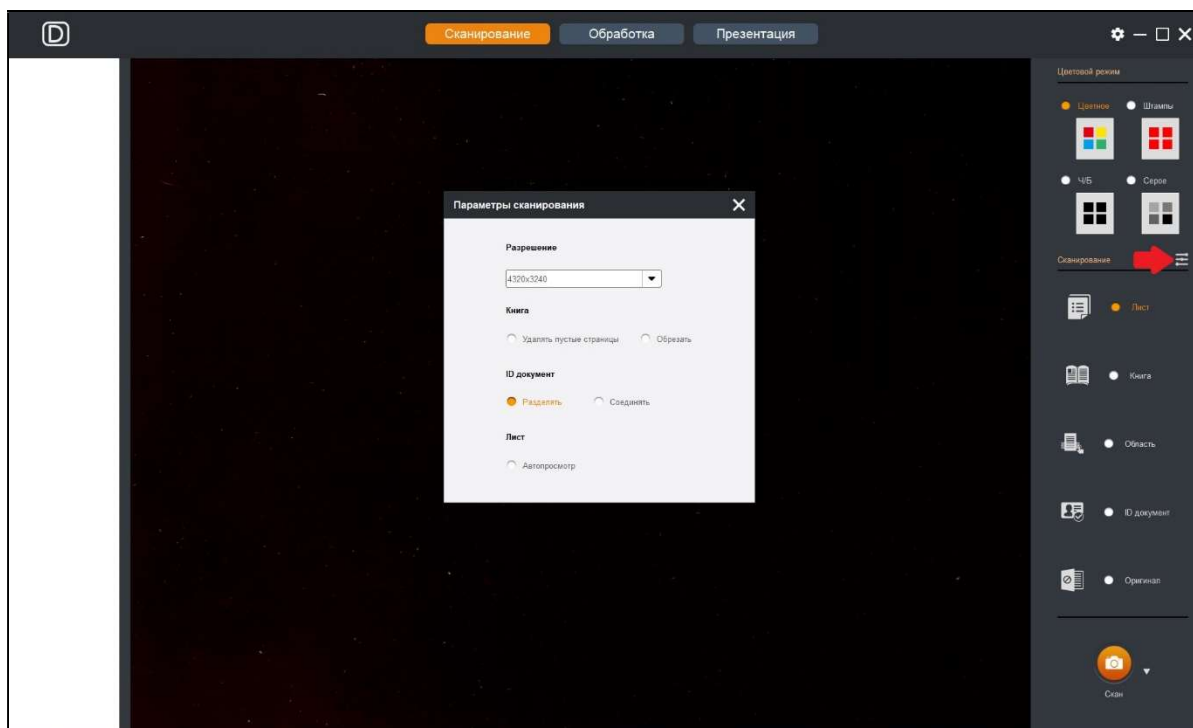 D
Сканирование Обработка Презентация
Цветовой режим
Цветное Штампы
Ч/Б Серое
Сканирование
Лист
Книга
Область
ID документ
Оригинал
Скан
Параметры сканирования
Разрешение
4320x3240
Книга
Удалять пустые страницы Обрезать
ID документ
Разделять Соединять
Лист
Автопросмотр